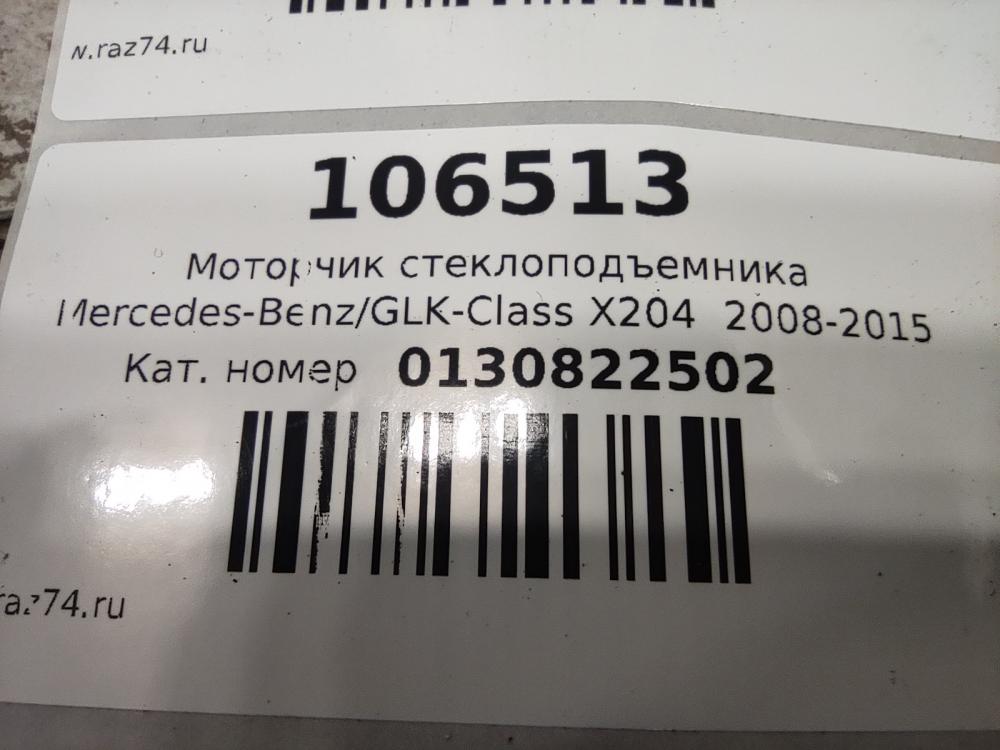 w.raz74.ru
106513
Моторчик стеклоподъемника
Mercedes-Benz/GLK-Class X204 2008-2015
Кат. номер 0130822502
raz74.ru